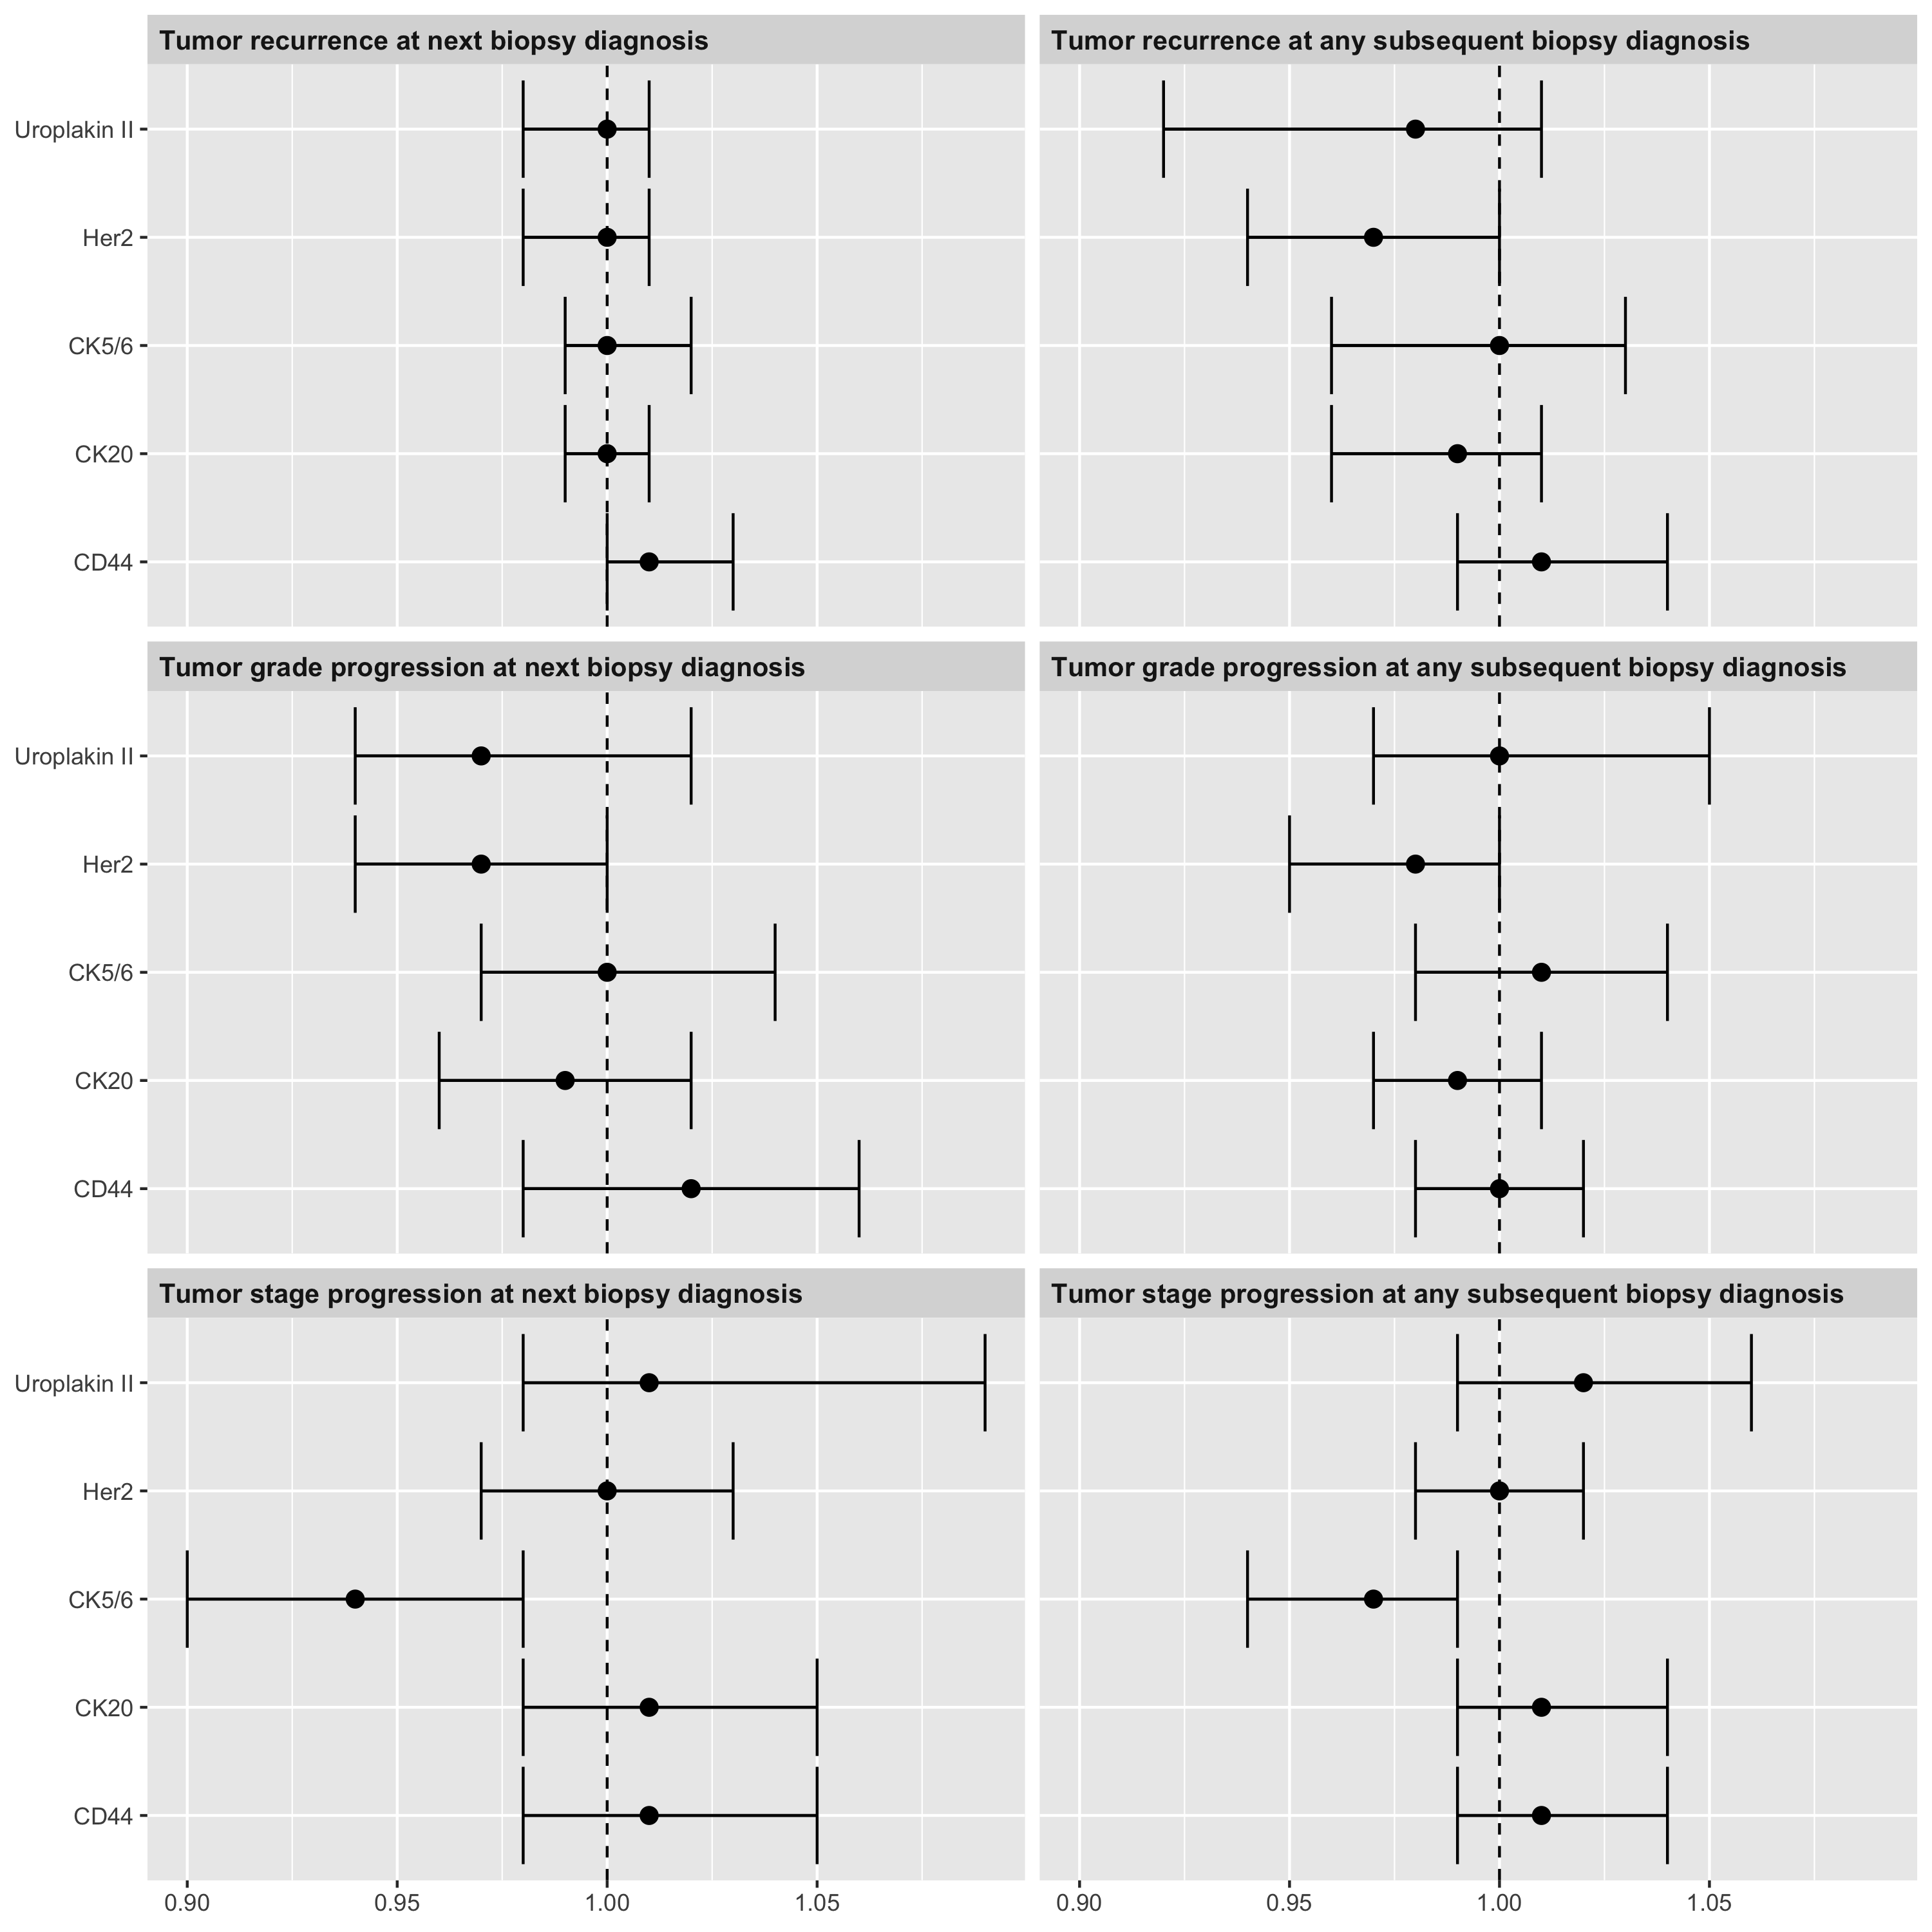 Tumor recurrence at next biopsy diagnosis
Tumor recurrence at any subsequent biopsy diagnosis
Uroplakin II
Her2
CK5/6
CK20
CD44
Tumor grade progression at next biopsy diagnosis
Tumor grade progression at any subsequent biopsy diagnosis
Uroplakin II
Her2
CK5/6
CK20
CD44
Tumor stage progression at next biopsy diagnosis
Tumor stage progression at any subsequent biopsy diagnosis
Uroplakin II
Her2
CK5/6
CK20
CD44
0.90 0.95 1.00 1.05
0.90 0.95 1.00 1.05